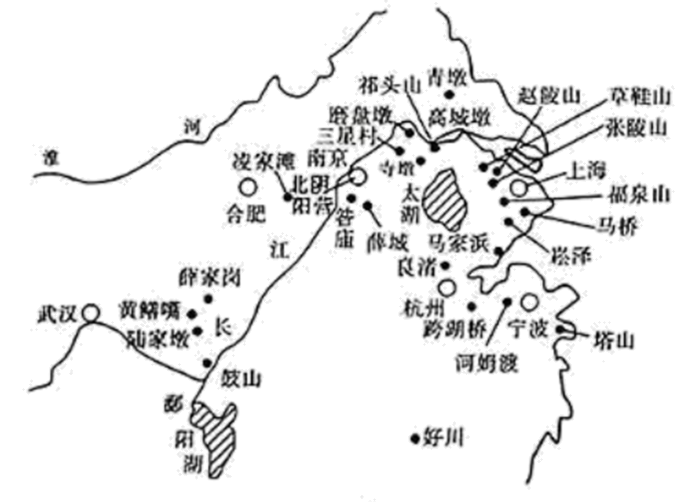 祁头山
青墩
赵陵山
草鞋山
磨盘墩
高城墩
张陵山
三星村
淮
河
凌家滩
南京
寺墩
上海
北阴
阳营
太
湖
福泉山
合肥
昝
庙
薛城
马桥
江
马家浜
崧泽
良渚
薛家岗
武汉
黄鳝嘴
杭州
长
陆家墩
跨湖桥
宁波
塔山
河姆渡
鼓山
鄱
阳
湖
好川